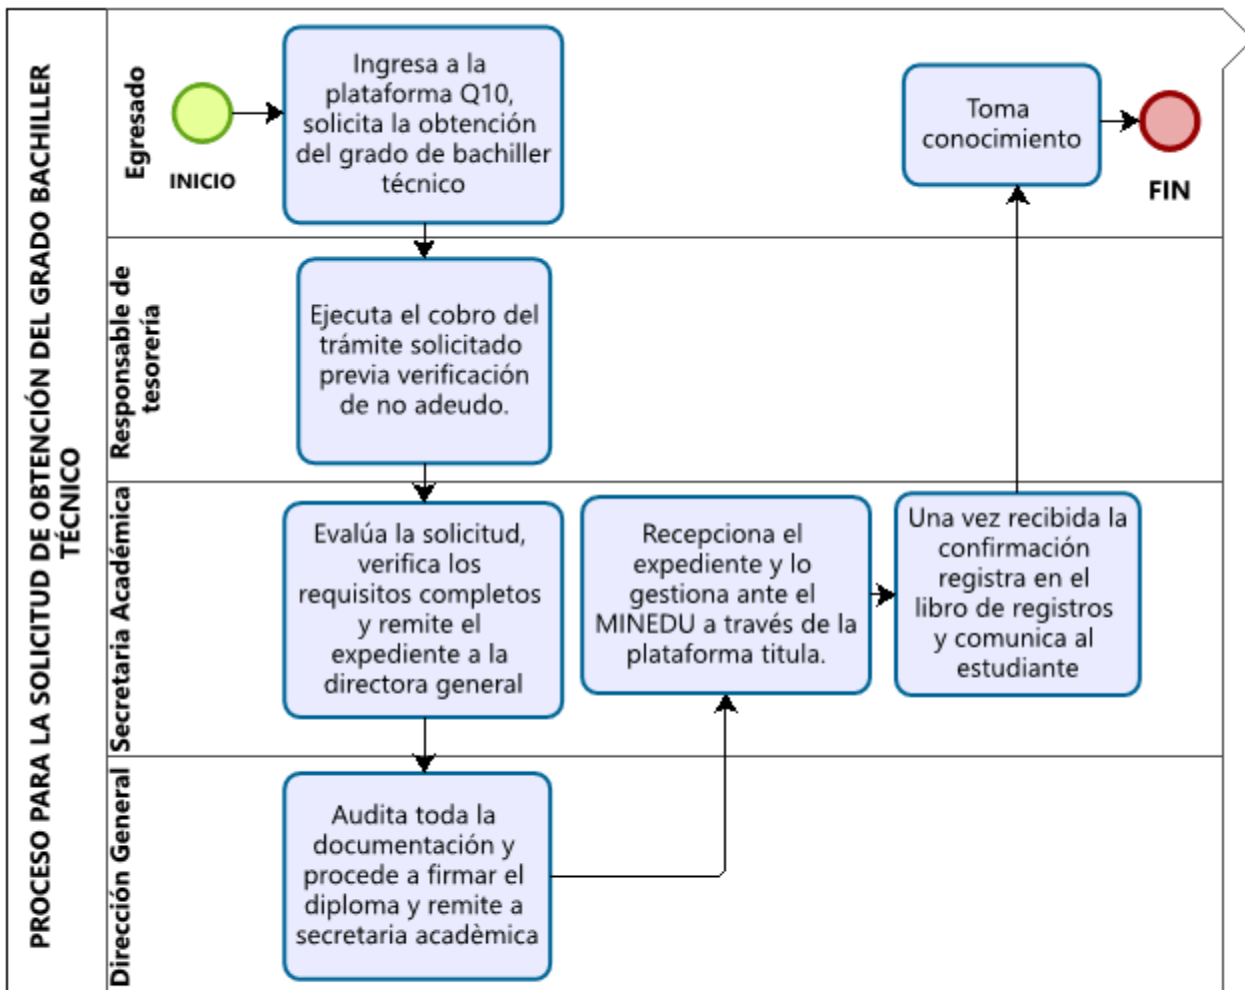 PROCESO PARA LA SOLICITUD DE OBTENCIÓN DEL GRADO BACHILLER
TÉCNICO
Egresado
INICIO
Ingresa a la
plataforma Q10,
solicita la obtención
del grado de bachiller
técnico
Toma
conocimiento
FIN
Responsable de
tesorería
Ejecuta el cobro del
trámite solicitado
previa verificación
de no adeudo.
Secretaria Académica
Evalúa la solicitud,
verifica los
requisitos completos
y remite el
expediente a la
directora general
Recepciona el
expediente y lo
gestiona ante el
MINEDU a través de la
plataforma titula.
Una vez recibida la
confirmación
registra en el
libro de registros
y comunica al
estudiante
Dirección General
Audita toda la
documentación y
procede a firmar el
diploma y remite a
secretaria acadèmica